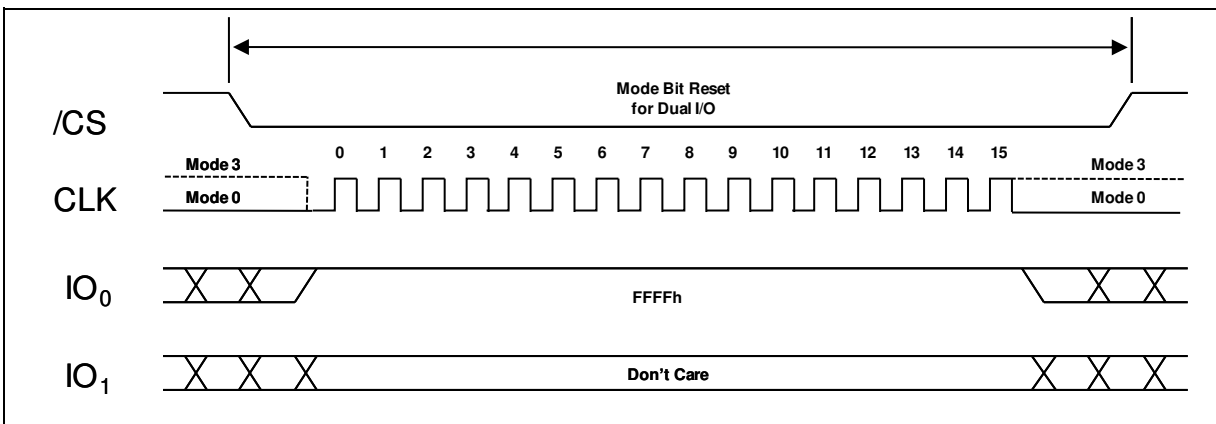 Mode Bit Reset
for Dual I/O
/CS
0 1 2 3 4 5 6 7 8 9 10 11 12 13 14 15
Mode 3 Mode 3
CLK Mode 0 Mode 0
IO0 FFFFh
IO1 Don't Care